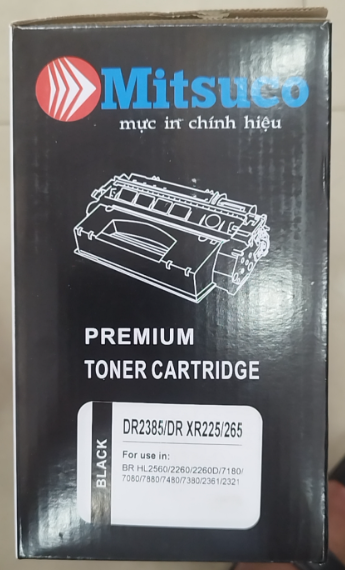 Mitsuco
mực in chính hiệu
PREMIUM
TONER CARTRIDGE
BLACK
DR2385/DR XR225/265
For use in:
BR HL2560/2260/2260D/7180/
7080/7880/7480/7380/2361/2321